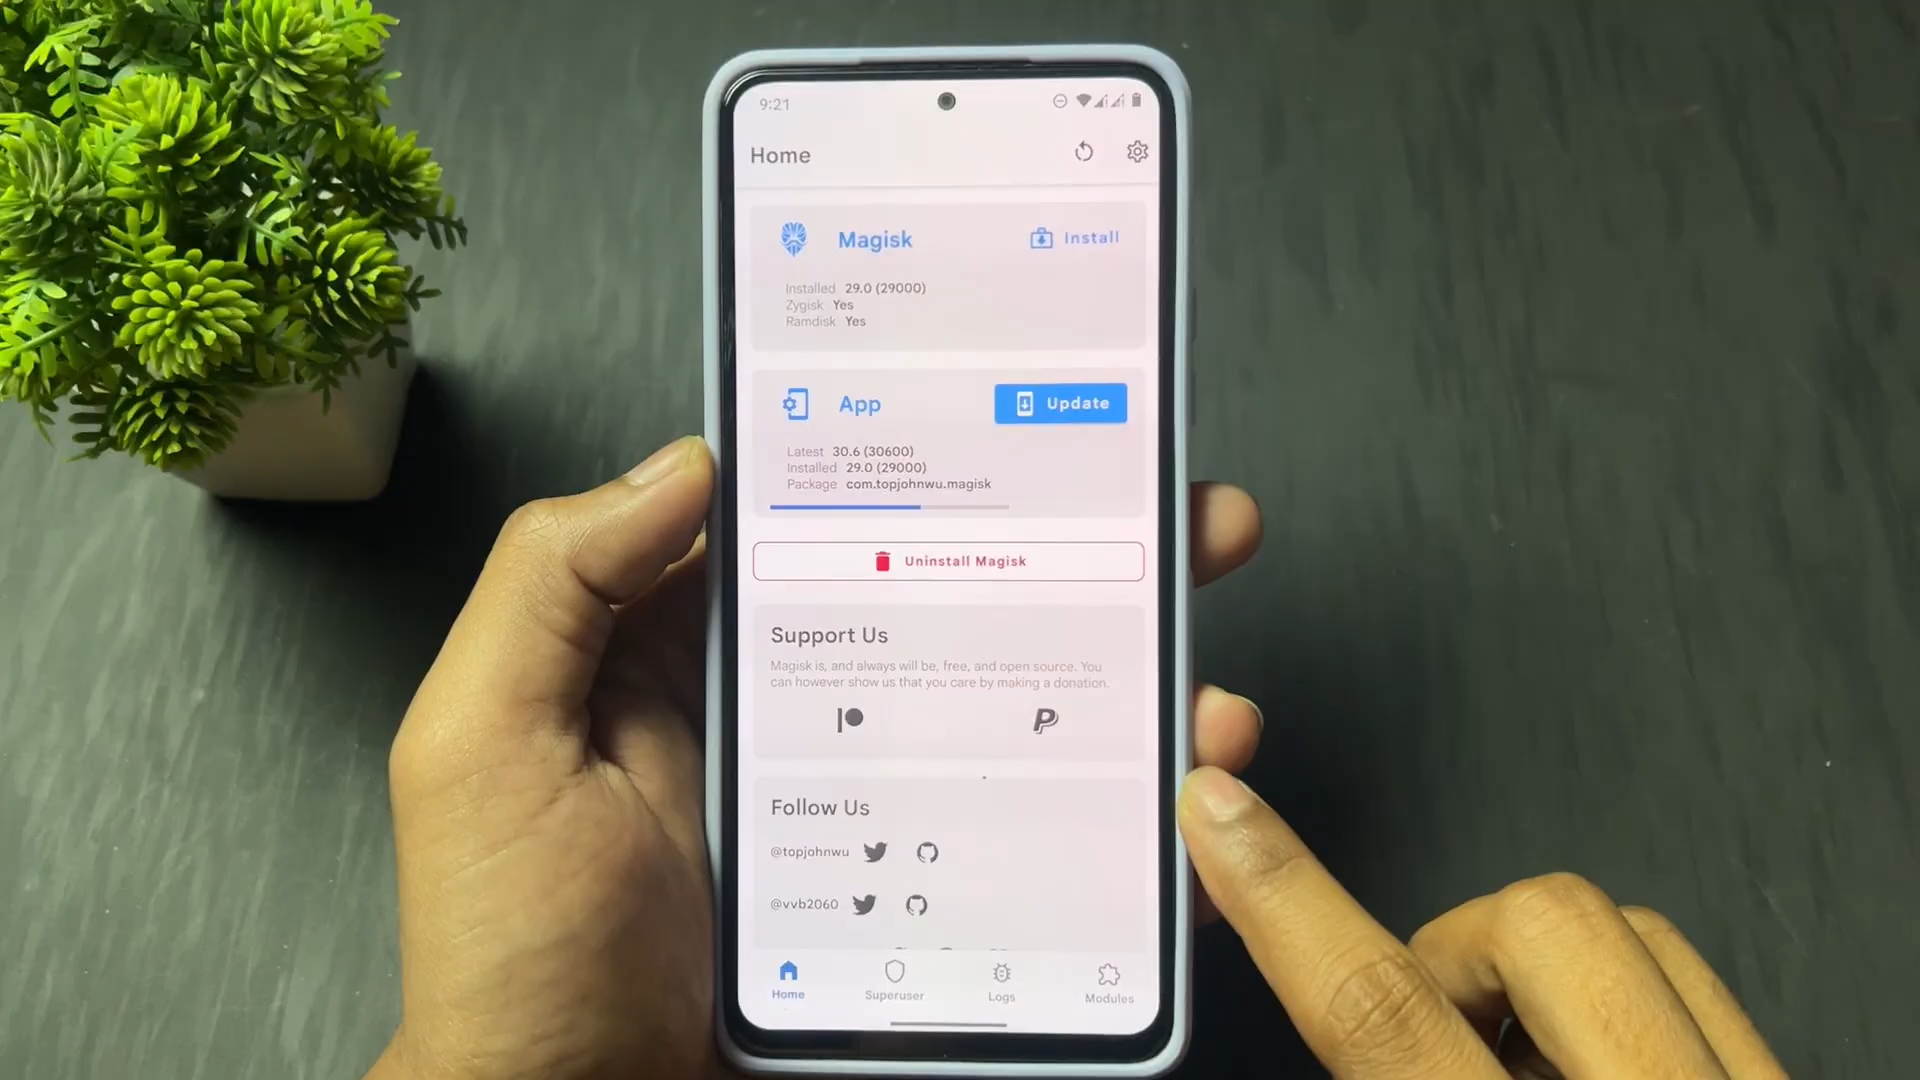 9:21
Home
Magisk
Install
Installed 29.0 (29000)
Zygisk Yes
Ramdisk Yes
App
Update
Latest 30.6 (30600)
Installed 29.0 (29000)
Package com.topjohnwu.magisk
Uninstall Magisk
Support Us
Magisk is, and always will be, free, and open source. You
can however show us that you care by making a donation.
Follow Us
@topjohnwu
@vvb2060
Home
Superuser
Logs
Modules